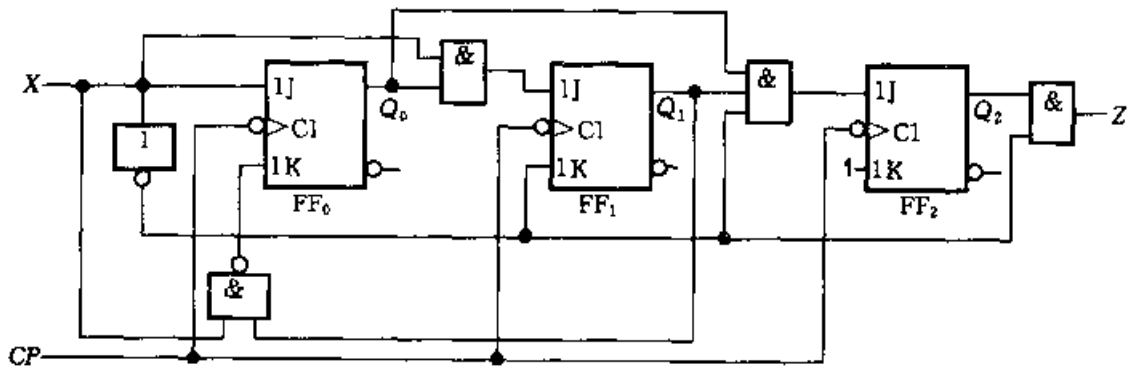 X
1
1J
C1
1K
FF₀
Q₀
&
&
1J
C1
1K
FF₁
Q₁
&
1J
C1
1 1K
FF₂
Q₂
&
Z
CP